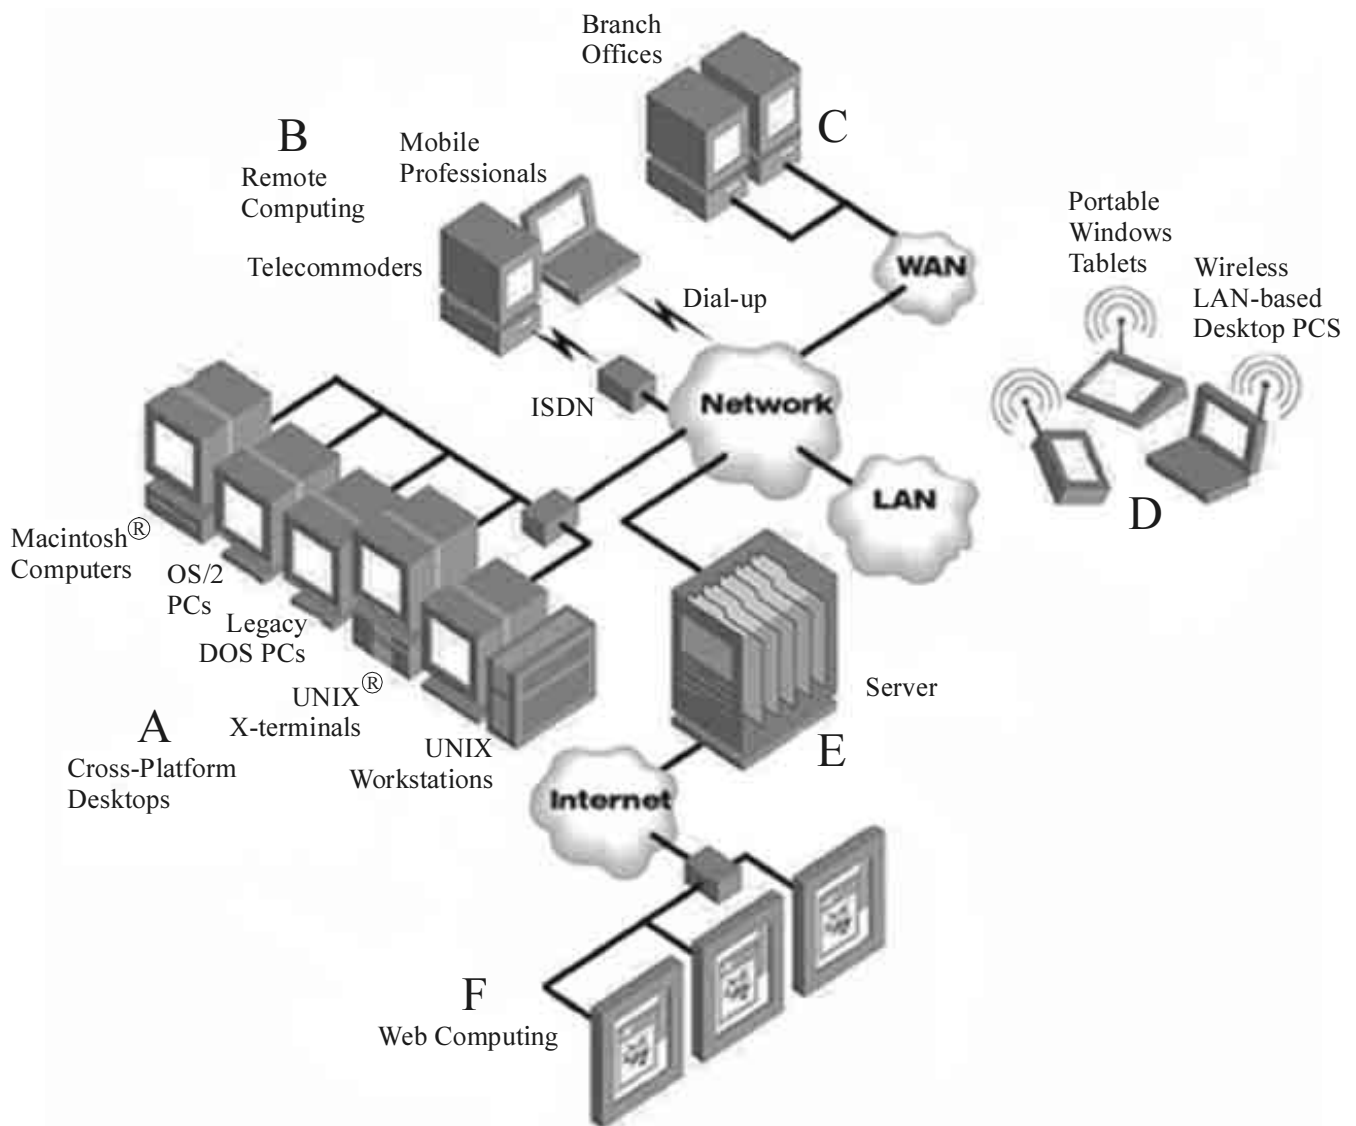 Branch
Offices
C
B
Remote
Computing
Mobile
Professionals
Telecommoders
Dial-up
WAN
Portable
Windows
Tablets
Wireless
LAN-based
Desktop PCS
D
ISDN
Network
LAN
Macintosh®
Computers
OS/2
PCs
Legacy
DOS PCs
UNIX®
X-terminals
UNIX
Workstations
A
Cross-Platform
Desktops
Server
E
Internet
F
Web Computing